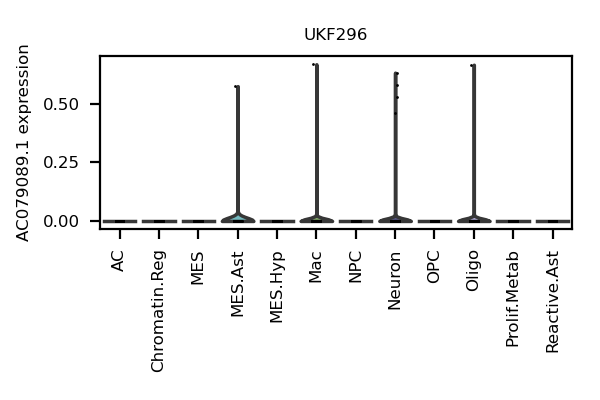 UKF296
AC079089.1 expression
0.50
0.25
0.00
AC
Chromatin.Reg
MES
MES.Ast
MES.Hyp
Mac
NPC
Neuron
OPC
Oligo
Prolif.Metab
Reactive.Ast